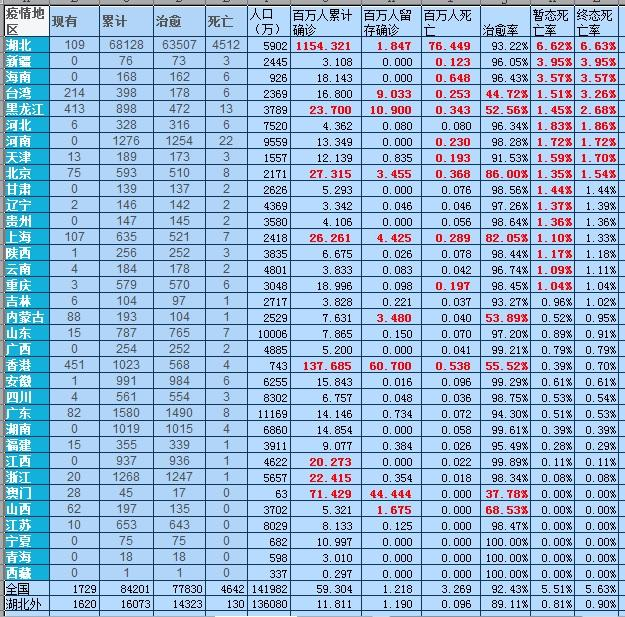 疫情地区 现有 累计 治愈 死亡 人口（万） 百万人累计确诊 百万人留存确诊 百万人死亡 治愈率 暂态死亡率 终态死亡率
湖北 109 68128 63507 4512 5902 1154.321 1.847 76.449 93.22% 6.62% 6.63%
新疆 0 76 73 3 2445 3.108 0.000 0.123 96.05% 3.95% 3.95%
海南 0 168 162 6 926 18.143 0.000 0.648 96.43% 3.57% 3.57%
台湾 214 398 178 6 2369 16.800 9.033 0.253 44.72% 1.51% 3.26%
黑龙江 413 898 472 13 3789 23.700 10.900 0.343 52.56% 1.45% 2.68%
河北 6 328 316 6 7520 4.362 0.080 0.080 96.34% 1.83% 1.86%
河南 0 1276 1254 22 9559 13.349 0.000 0.230 98.28% 1.72% 1.72%
天津 13 189 173 3 1557 12.139 0.835 0.193 91.53% 1.59% 1.70%
北京 75 593 510 8 2171 27.315 3.455 0.368 86.00% 1.35% 1.54%
甘肃 0 139 137 2 2626 5.293 0.000 0.076 98.56% 1.44% 1.44%
辽宁 2 146 142 2 4369 3.342 0.046 0.046 97.26% 1.37% 1.39%
贵州 0 147 145 2 3580 4.106 0.000 0.056 98.64% 1.36% 1.36%
上海 107 635 521 7 2418 26.261 4.425 0.289 82.05% 1.10% 1.33%
陕西 1 256 252 3 3835 6.675 0.026 0.078 98.44% 1.17% 1.18%
云南 4 184 178 2 4801 3.833 0.083 0.042 96.74% 1.09% 1.11%
重庆 3 579 570 6 3048 18.996 0.098 0.197 98.45% 1.04% 1.04%
吉林 6 104 97 1 2717 3.828 0.221 0.037 93.27% 0.96% 1.02%
内蒙古 88 193 104 1 2529 7.631 3.480 0.040 53.89% 0.52% 0.95%
山东 15 787 765 7 10006 7.865 0.150 0.070 97.20% 0.89% 0.91%
广西 0 254 252 2 4885 5.200 0.000 0.041 99.21% 0.79% 0.79%
香港 451 1023 568 4 743 137.685 60.700 0.538 55.52% 0.39% 0.70%
安徽 1 991 984 6 6255 15.843 0.016 0.096 99.29% 0.61% 0.61%
四川 4 561 554 3 8302 6.757 0.048 0.036 98.75% 0.53% 0.54%
广东 82 1580 1490 8 11169 14.146 0.734 0.072 94.30% 0.51% 0.53%
湖南 0 1019 1015 4 6860 14.854 0.000 0.058 99.61% 0.39% 0.39%
福建 15 355 339 1 3911 9.077 0.384 0.026 95.49% 0.28% 0.29%
江西 0 937 936 1 4622 20.273 0.000 0.022 99.89% 0.11% 0.11%
浙江 20 1268 1247 1 5657 22.415 0.354 0.018 98.34% 0.08% 0.08%
澳门 28 45 17 0 63 71.429 44.444 0.000 37.78% 0.00% 0.00%
山西 62 197 135 0 3702 5.321 1.675 0.000 68.53% 0.00% 0.00%
江苏 10 653 643 0 8029 8.133 0.125 0.000 98.47% 0.00% 0.00%
宁夏 0 75 75 0 682 10.997 0.000 0.000 100.00% 0.00% 0.00%
青海 0 18 18 0 598 3.010 0.000 0.000 100.00% 0.00% 0.00%
西藏 0 1 1 0 337 0.297 0.000 0.000 100.00% 0.00% 0.00%
全国 1729 84201 77830 4642 141982 59.304 1.218 3.269 92.43% 5.51% 5.63%
湖北外 1620 16073 14323 130 136080 11.811 1.190 0.096 89.11% 0.81% 0.90%